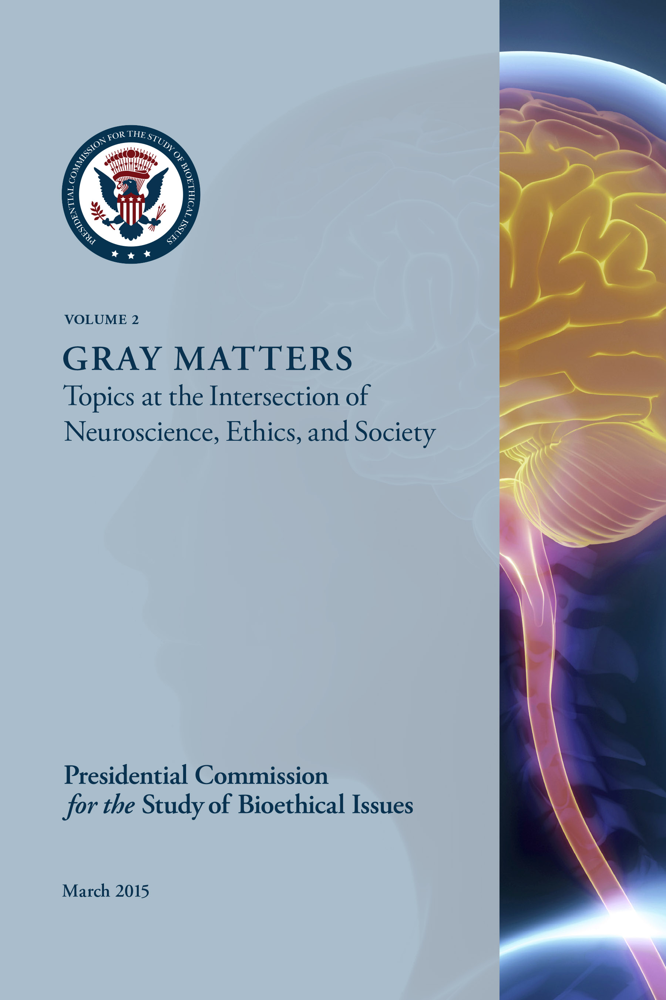 PRESIDENTIAL COMMISSION FOR THE STUDY OF BIOETHICAL ISSUES
VOLUME 2
GRAY MATTERS
Topics at the Intersection of
Neuroscience, Ethics, and Society
Presidential Commission
for the Study of Bioethical Issues
March 2015